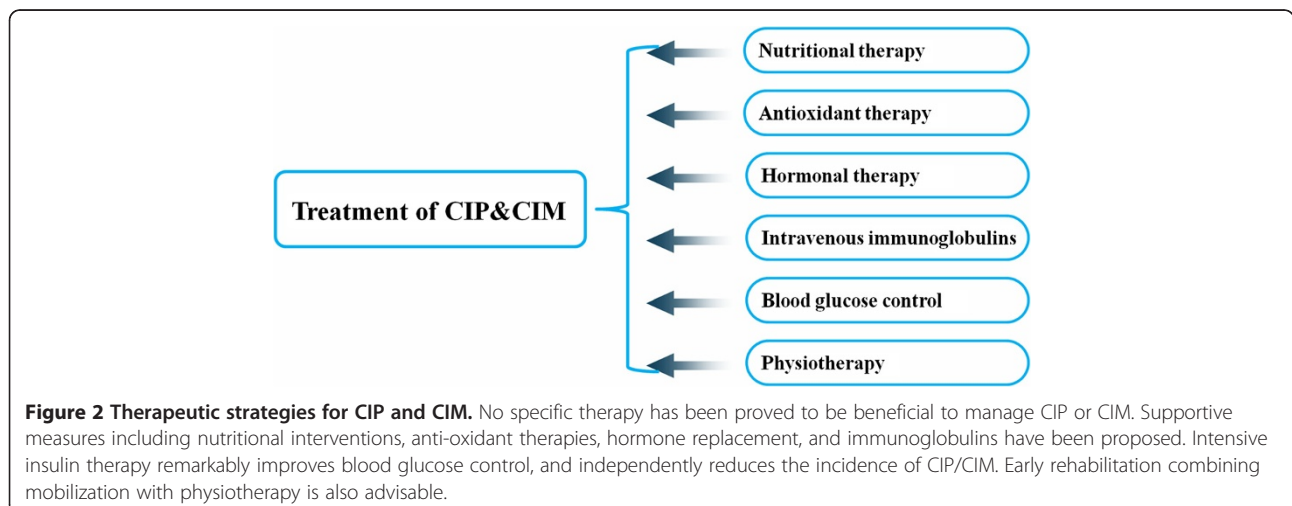 Nutritional therapy
Antioxidant therapy
Hormonal therapy
Treatment of CIP&CIM
Intravenous immunoglobulins
Blood glucose control
Physiotherapy
Figure 2 Therapeutic strategies for CIP and CIM. No specific therapy has been proved to be beneficial to manage CIP or CIM. Supportive
measures including nutritional interventions, anti-oxidant therapies, hormone replacement, and immunoglobulins have been proposed. Intensive
insulin therapy remarkably improves blood glucose control, and independently reduces the incidence of CIP/CIM. Early rehabilitation combining
mobilization with physiotherapy is also advisable.